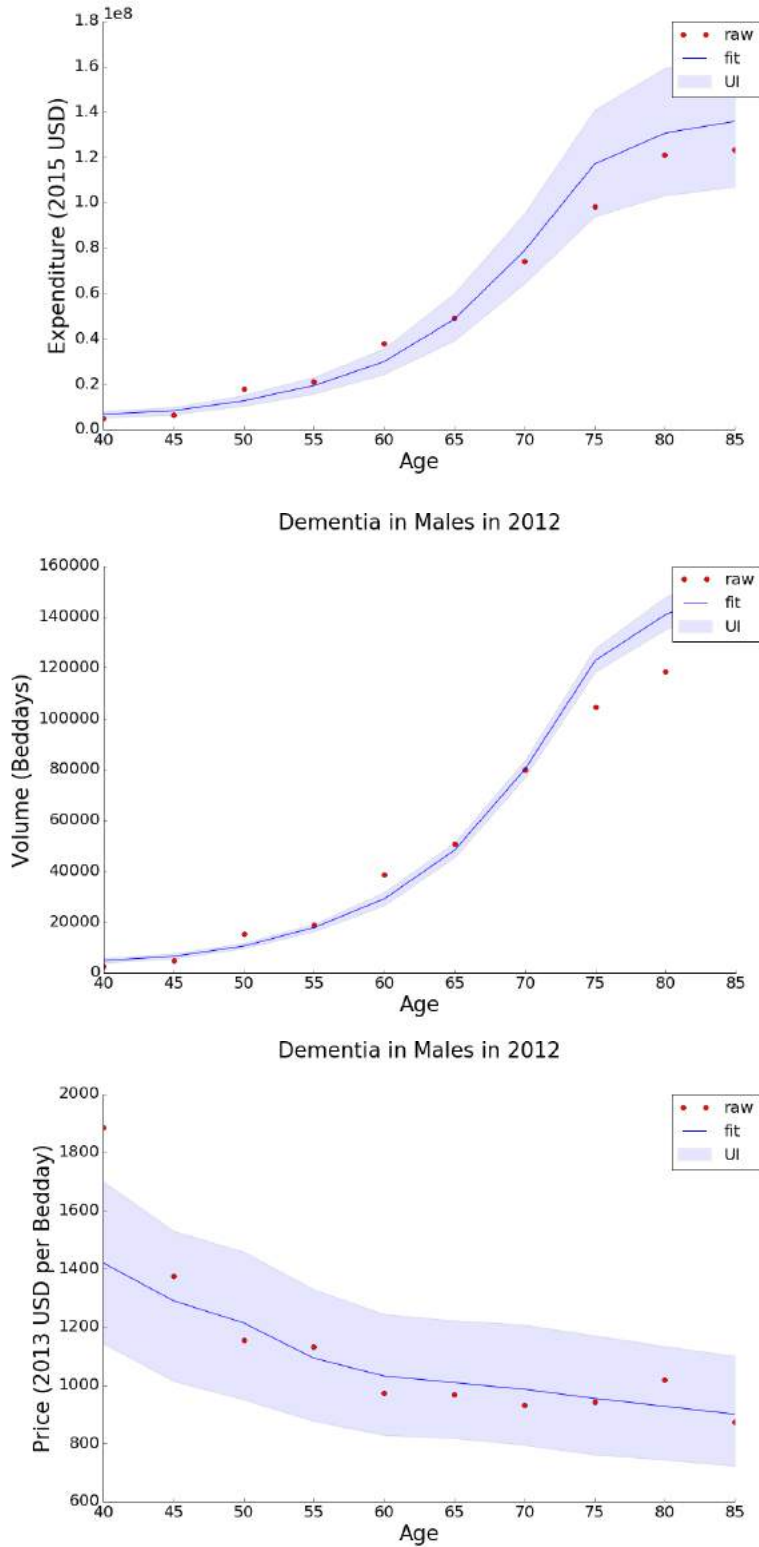 1e8
1.8
1.6
1.4
1.2
1.0
0.8
0.6
0.4
0.2
0.0
Expenditure (2015 USD)
raw
fit
UI
40 45 50 55 60 65 70 75 80 85
Age
Dementia in Males in 2012
160000
140000
120000
100000
80000
60000
40000
20000
0
Volume (Beddays)
raw
fit
UI
40 45 50 55 60 65 70 75 80 85
Age
Dementia in Males in 2012
2000
1800
1600
1400
1200
1000
800
600
Price (2013 USD per Bedday)
raw
fit
UI
40 45 50 55 60 65 70 75 80 85
Age